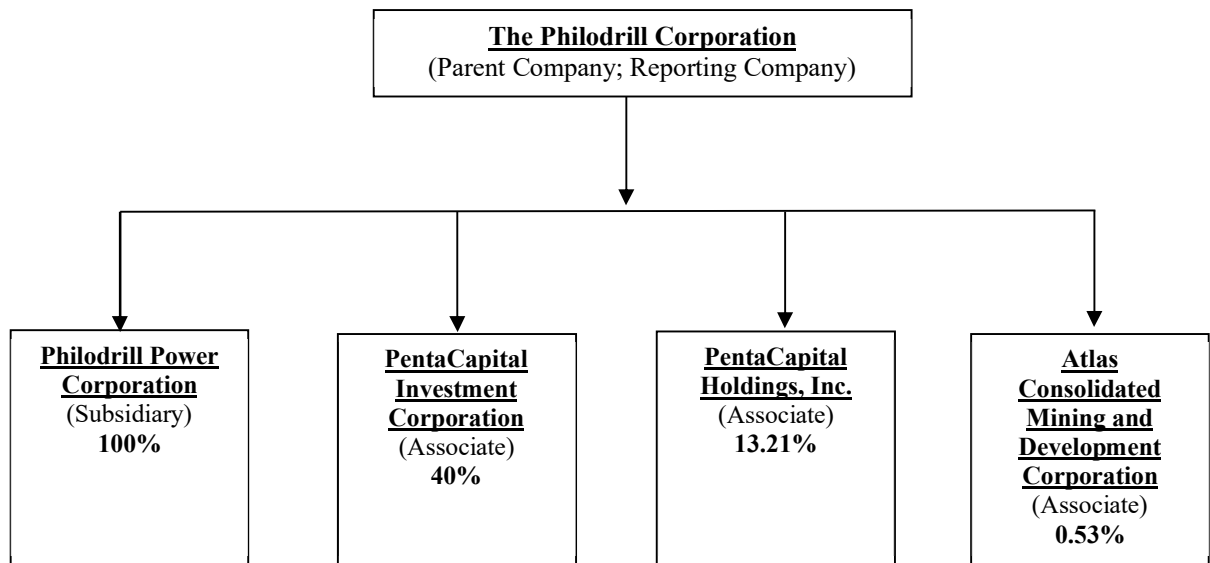 The Philodrill Corporation
(Parent Company; Reporting Company)
Philodrill Power
Corporation
(Subsidiary)
100%
PentaCapital
Investment
Corporation
(Associate)
40%
PentaCapital
Holdings, Inc.
(Associate)
13.21%
Atlas
Consolidated
Mining and
Development
Corporation
(Associate)
0.53%